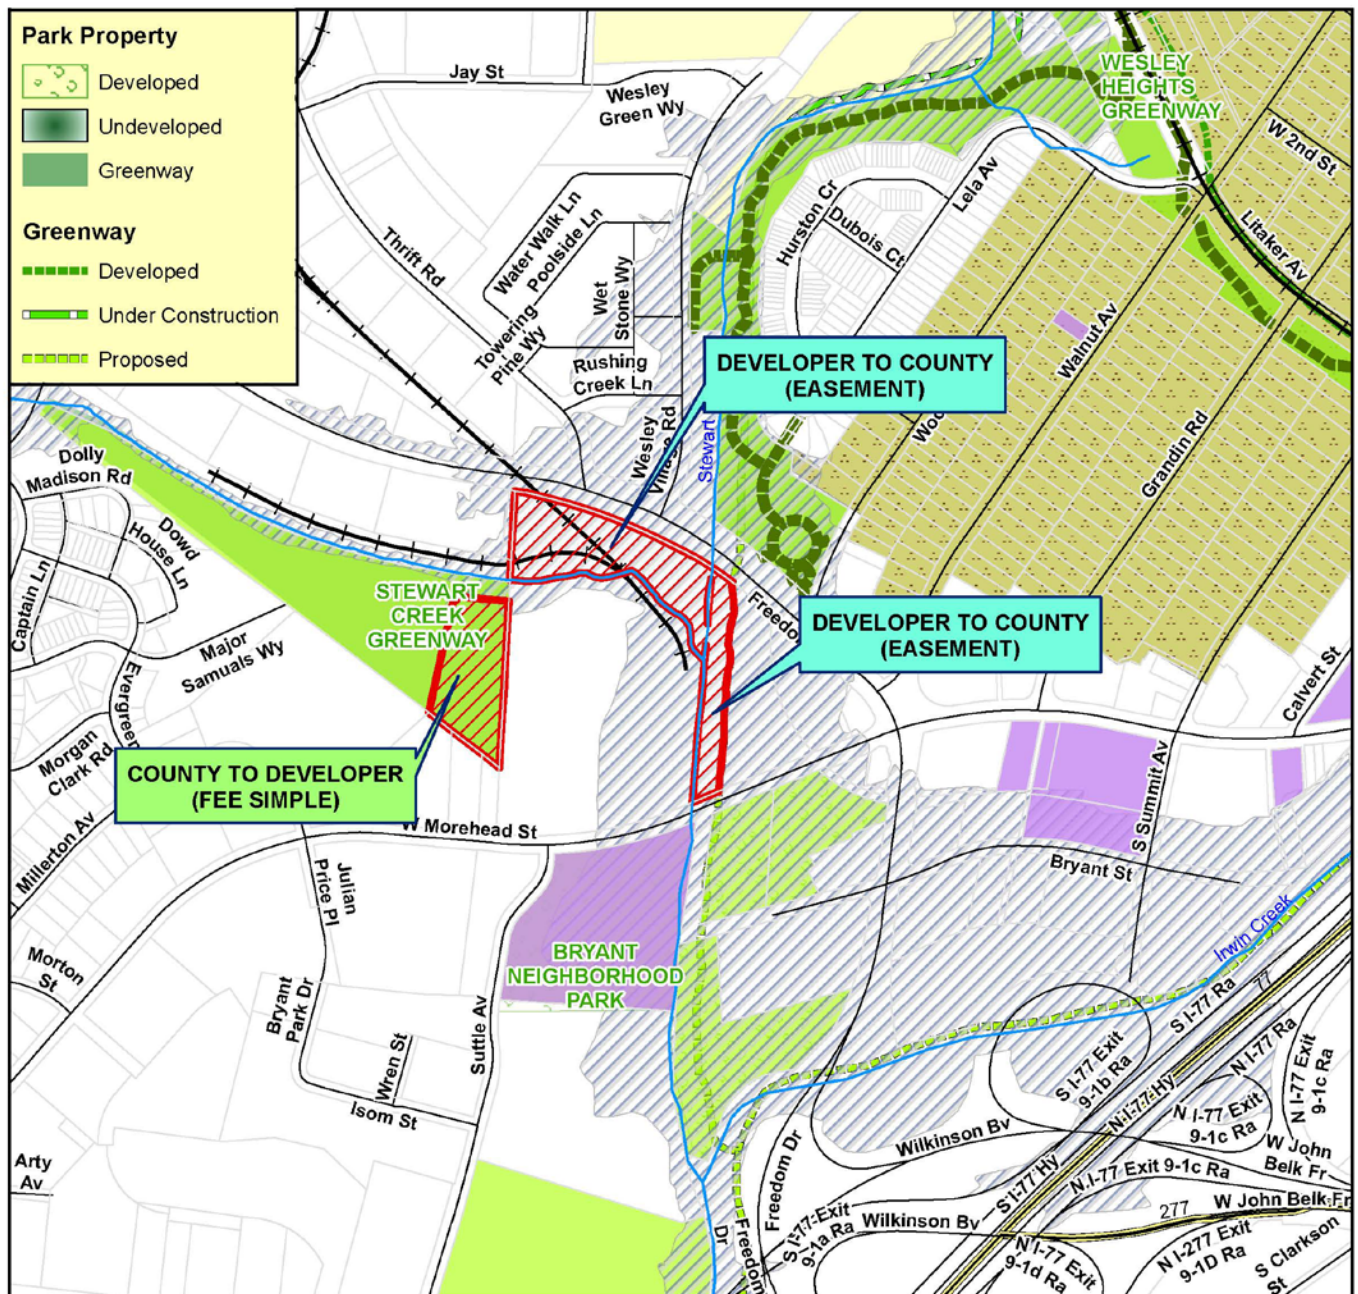 Park Property
Developed
Undeveloped
Greenway
Greenway
Developed
Under Construction
Proposed
Jay St
Wesley
Green Wy
WESLEY
HEIGHTS
GREENWAY
W 2nd St
Litaker Av
Thrift Rd
Water Walk Ln
Poolside Ln
Wet
Stone Wy
Towering
Pine Wy
Rushing
Creek Ln
Hurston Cr
Dubois Ct
Lela Av
Walnut Av
Grandin Rd
Woo
DEVELOPER TO COUNTY
(EASEMENT)
Wesley
Village Rd
Stewart
Dolly
Madison Rd
Dowd
House Ln
Captain Ln
Major
Samuals Wy
Evergreen
Morgan
Clark Rd
Millerton Av
STEWART
CREEK
GREENWAY
Freedo
DEVELOPER TO COUNTY
(EASEMENT)
COUNTY TO DEVELOPER
(FEE SIMPLE)
Calvert St
S Summit Av
W Morehead St
Bryant St
Julian
Price Pl
Morton
St
Bryant
Park Dr
Wren St
Isom St
Suttle Av
Arty
Av
BRYANT
NEIGHBORHOOD
PARK
Irwin Creek
77
S I-77 Ra
N I-77 Ra
S I-77 Exit
9-1b Ra
N I-77 Hy
N I-77 Exit
9-1c Ra
N I-77 Exit
9-1c Ra
W John
Belk Fr
Wilkinson Bv
N I-77 Exit 9-1c Ra
S I-77 Hy
277
W John Belk Fr
Freedom Dr
S I-77 Exit
9-1a Ra
Wilkinson Bv
Dr
Freedom
N I-77 Exit
9-1d Ra
N I-277 Exit
9-1D Ra
S Clarkson
St